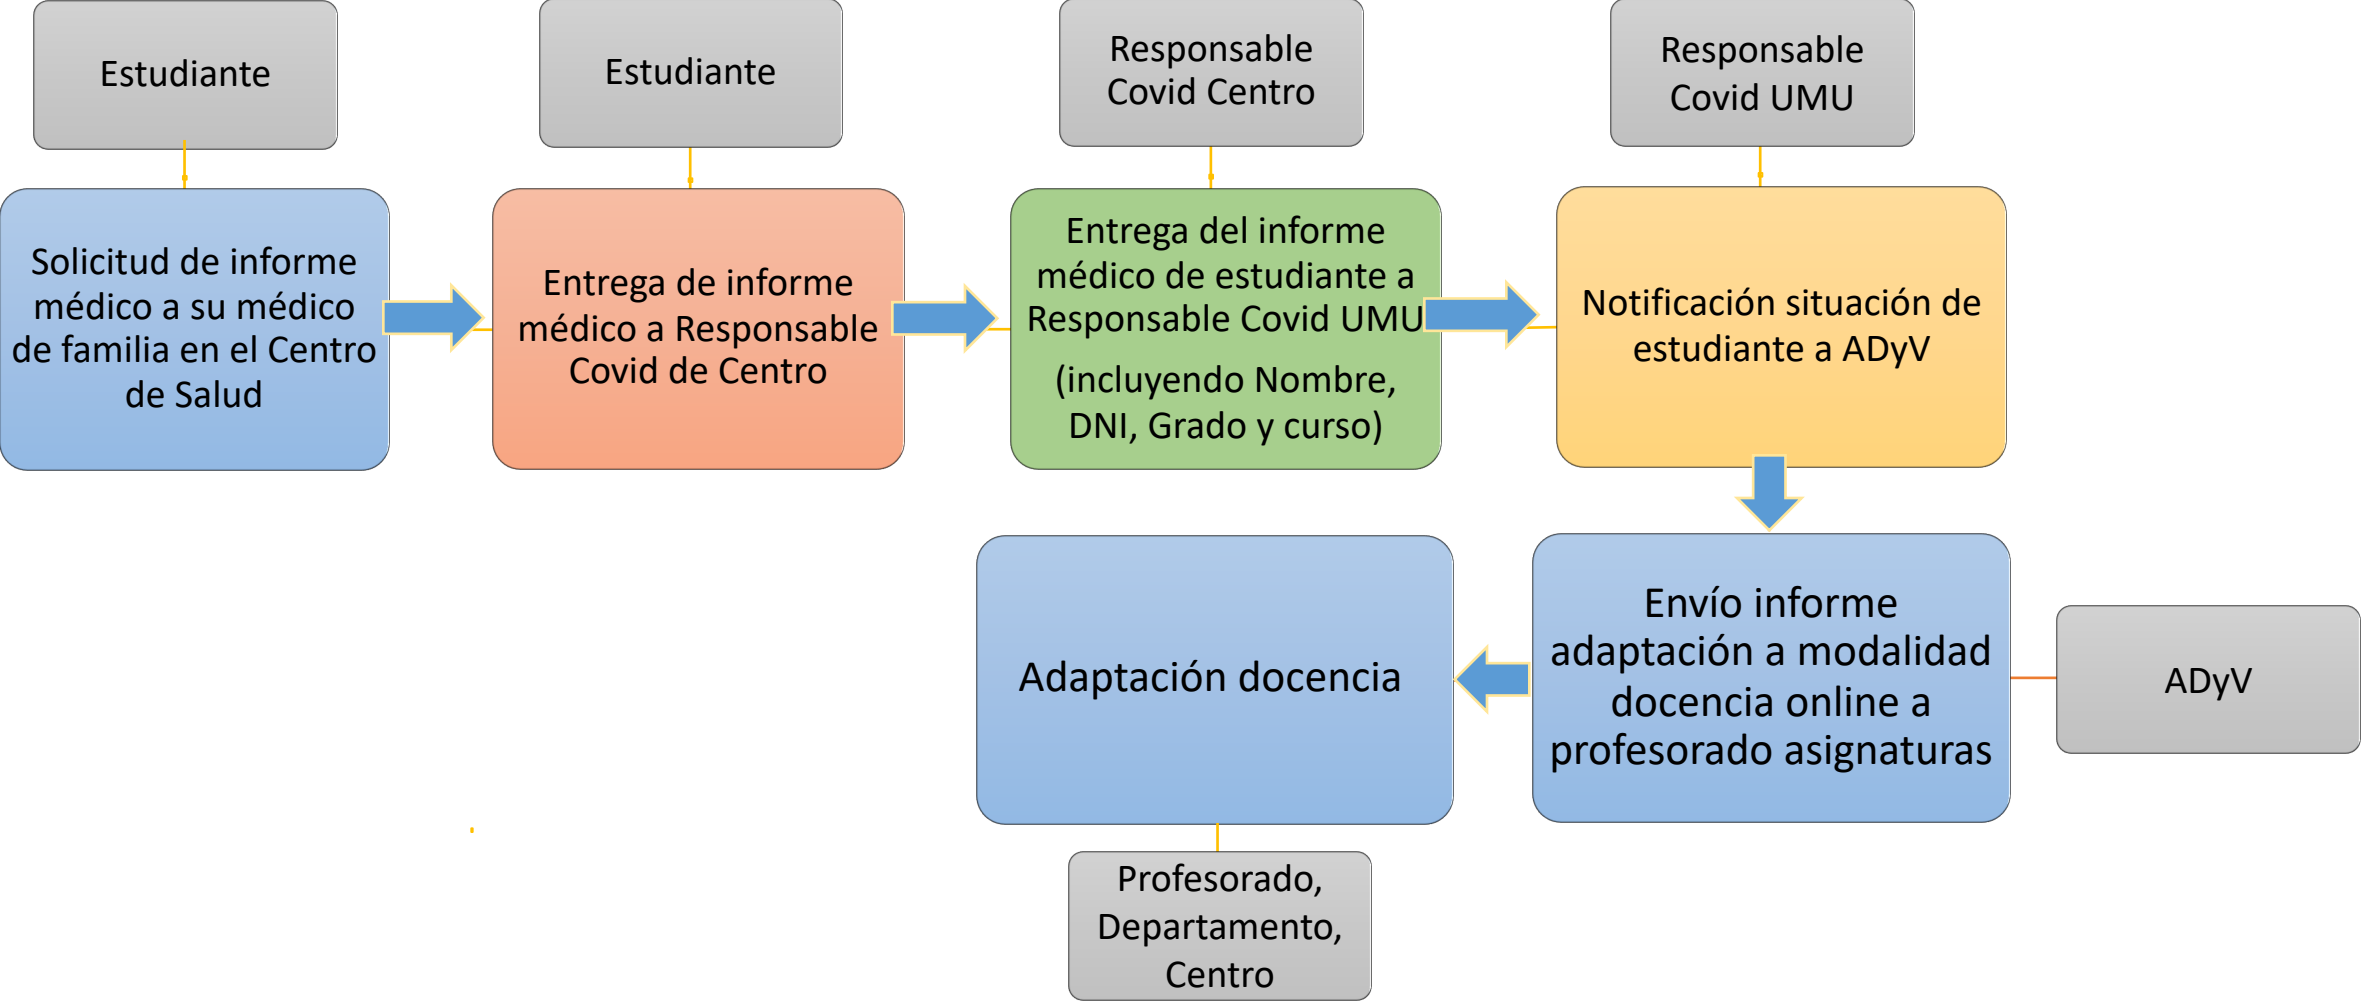 Estudiante
Estudiante
Responsable
Covid Centro
Responsable
Covid UMU
Solicitud de informe
médico a su médico
de familia en el Centro
de Salud
Entrega de informe
médico a Responsable
Covid de Centro
Entrega del informe
médico de estudiante a
Responsable Covid UMU
(incluyendo Nombre,
DNI, Grado y curso)
Notificación situación de
estudiante a ADyV
Adaptación docencia
Envío informe
adaptación a modalidad
docencia online a
profesorado asignaturas
ADyV
Profesorado,
Departamento,
Centro